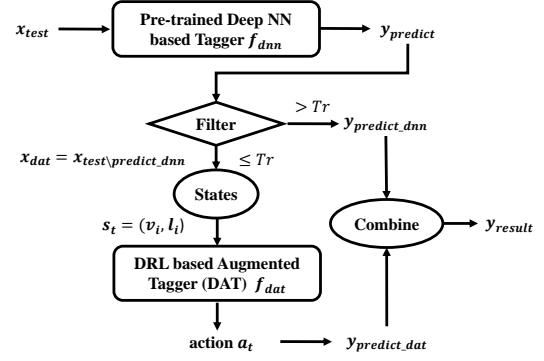 x_test
Pre-trained Deep NN
based Tagger f_dnn
y_predict
Filter
> Tr
y_predict_dnn
x_dat = x_test\predict_dnn
≤ Tr
States
s_t = (v_i, l_i)
Combine
y_result
DRL based Augmented
Tagger (DAT) f_dat
action a_t
y_predict_dat